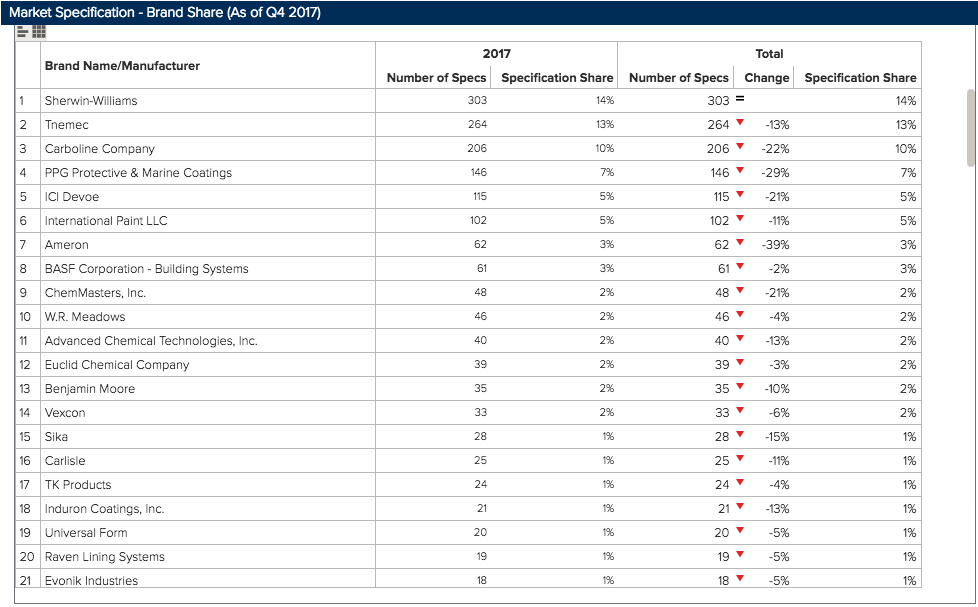 Market Specification - Brand Share (As of Q4 2017)
Brand Name/Manufacturer 2017 Total
Number of Specs Specification Share Number of Specs Change Specification Share
1 Sherwin-Williams 303 14% 303 = 14%
2 Tnemec 264 13% 264 ▼ -13% 13%
3 Carboline Company 206 10% 206 ▼ -22% 10%
4 PPG Protective & Marine Coatings 146 7% 146 ▼ -29% 7%
5 ICI Devoe 115 5% 115 ▼ -21% 5%
6 International Paint LLC 102 5% 102 ▼ -11% 5%
7 Ameron 62 3% 62 ▼ -39% 3%
8 BASF Corporation - Building Systems 61 3% 61 ▼ -2% 3%
9 ChemMasters, Inc. 48 2% 48 ▼ -21% 2%
10 W.R. Meadows 46 2% 46 ▼ -4% 2%
11 Advanced Chemical Technologies, Inc. 40 2% 40 ▼ -13% 2%
12 Euclid Chemical Company 39 2% 39 ▼ -3% 2%
13 Benjamin Moore 35 2% 35 ▼ -10% 2%
14 Vexcon 33 2% 33 ▼ -6% 2%
15 Sika 28 1% 28 ▼ -15% 1%
16 Carlisle 25 1% 25 ▼ -11% 1%
17 TK Products 24 1% 24 ▼ -4% 1%
18 Induron Coatings, Inc. 21 1% 21 ▼ -13% 1%
19 Universal Form 20 1% 20 ▼ -5% 1%
20 Raven Lining Systems 19 1% 19 ▼ -5% 1%
21 Evonik Industries 18 1% 18 ▼ -5% 1%